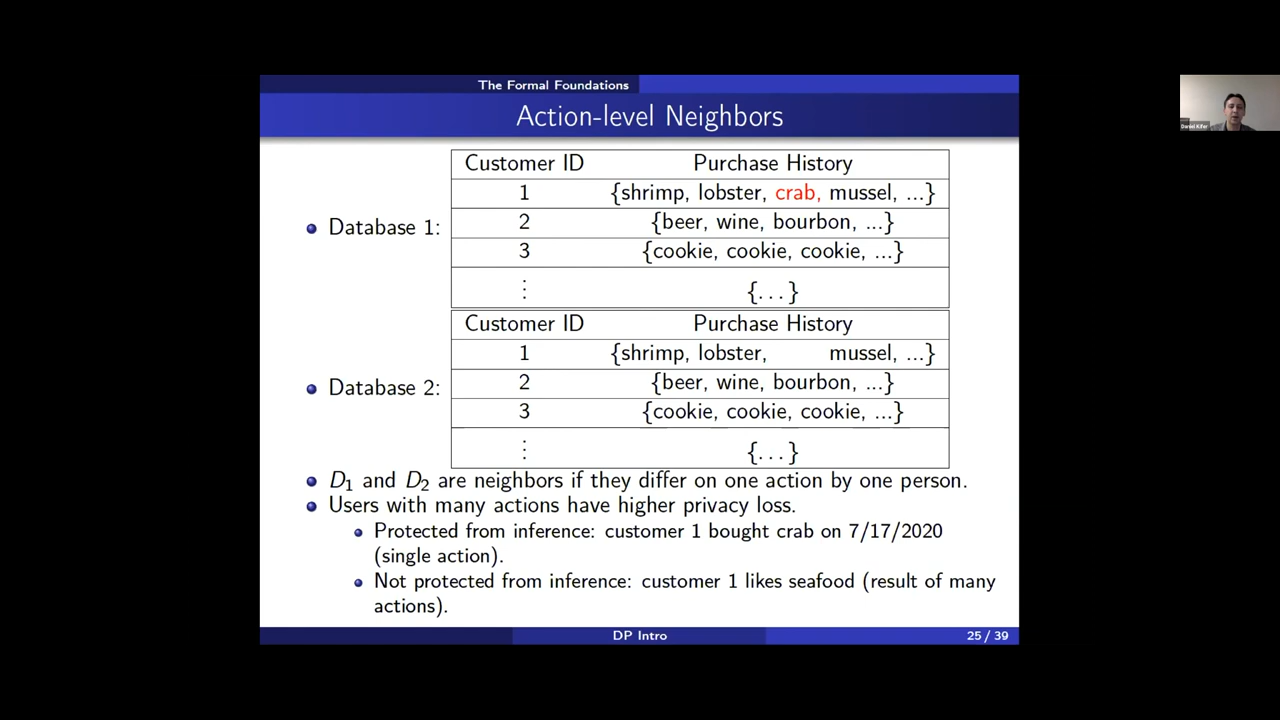 The Formal Foundations
Action-level Neighbors
Daniel Kifer
Database 1:
Customer ID Purchase History
1 {shrimp, lobster, crab, mussel, ...}
2 {beer, wine, bourbon, ...}
3 {cookie, cookie, cookie, ...}
⋮ {...}
Database 2:
Customer ID Purchase History
1 {shrimp, lobster, mussel, ...}
2 {beer, wine, bourbon, ...}
3 {cookie, cookie, cookie, ...}
⋮ {...}
D1 and D2 are neighbors if they differ on one action by one person.
Users with many actions have higher privacy loss.
Protected from inference: customer 1 bought crab on 7/17/2020
(single action).
Not protected from inference: customer 1 likes seafood (result of many
actions).
DP Intro 25 / 39